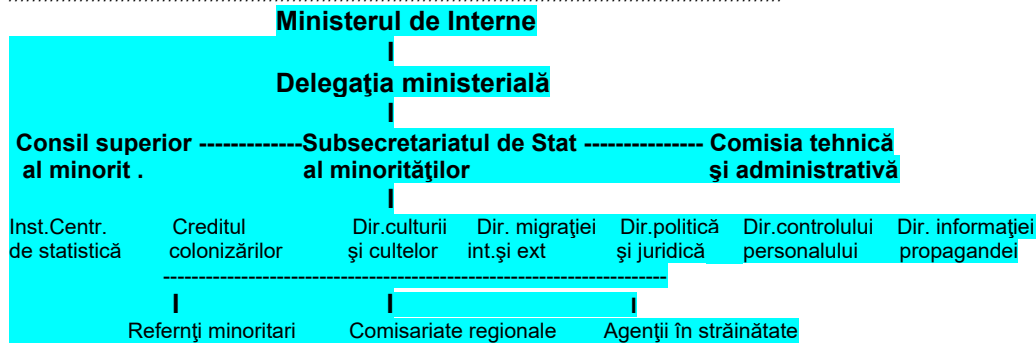 Ministerul de Interne
I
Delegaţia ministerială
I
Consil superior -------------Subsecretariatul de Stat --------------- Comisia tehnică
al minorit . al minorităţilor şi administrativă
I
Inst.Centr. Creditul Dir.culturii Dir. migraţiei Dir.politică Dir.controlului Dir. informaţiei
de statistică colonizărilor şi cultelor int.şi ext şi juridică personalului propagandei
------------------------------------------------------------------------
I I I
Refernţi minoritari Comisariate regionale Agenţii în străinătate